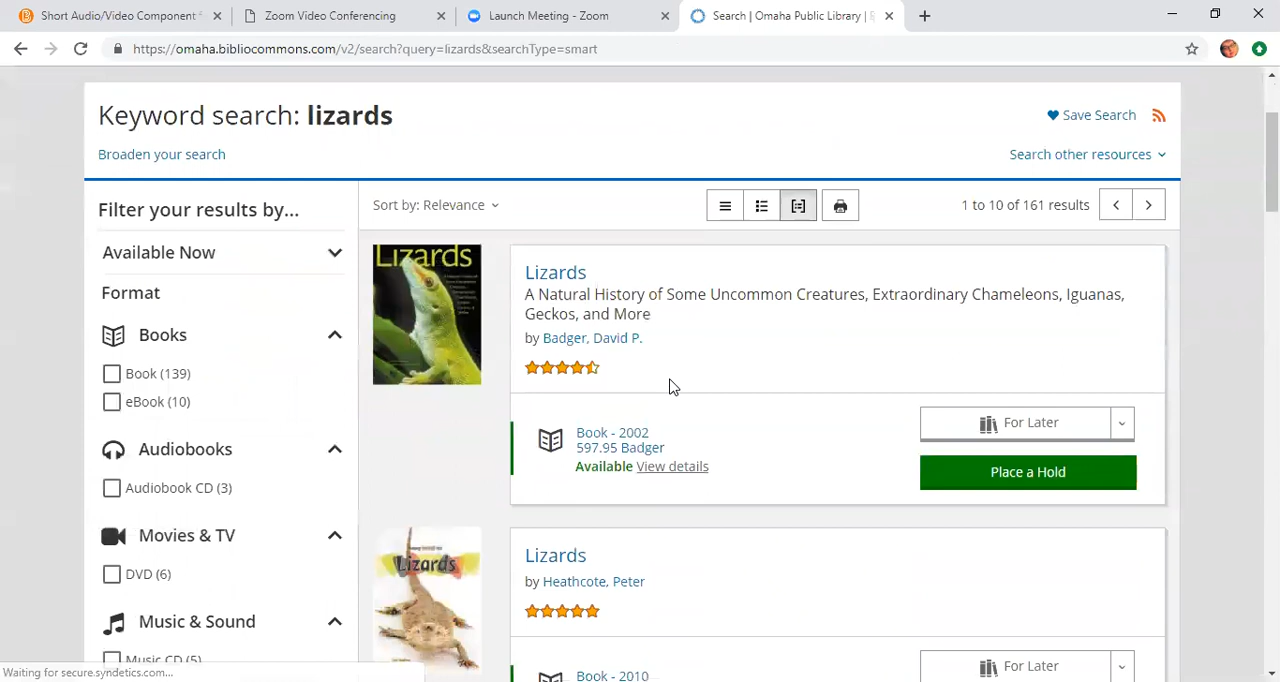 Short Audio/Video Component f
Zoom Video Conferencing
Launch Meeting - Zoom
Search | Omaha Public Library | B
https://omaha.bibliocommons.com/v2/search?query=lizards&searchType=smart
Keyword search: lizards
Save Search
Broaden your search
Search other resources
Filter your results by...
Sort by: Relevance
1 to 10 of 161 results
Available Now
Format
Books
Book (139)
eBook (10)
Audiobooks
Audiobook CD (3)
Movies & TV
DVD (6)
Music & Sound
Music CD (5)
Lizards
Lizards
A Natural History of Some Uncommon Creatures, Extraordinary Chameleons, Iguanas,
Geckos, and More
by Badger, David P.
Book - 2002
597.95 Badger
Available View details
For Later
Place a Hold
Lizards
Lizards
by Heathcote, Peter
Book - 2010
For Later
Waiting for secure.syndetics.com...